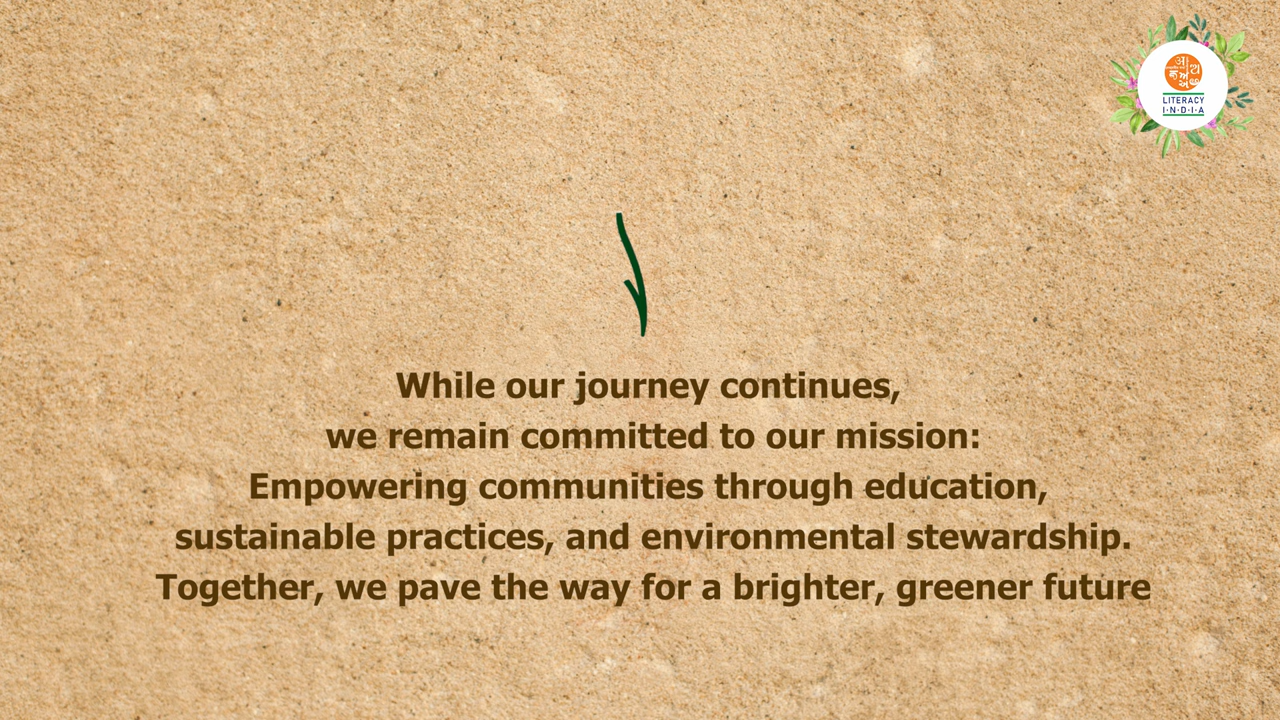 LITERACY
I·N·D·I·A
While our journey continues,
we remain committed to our mission:
Empowering communities through education,
sustainable practices, and environmental stewardship.
Together, we pave the way for a brighter, greener future